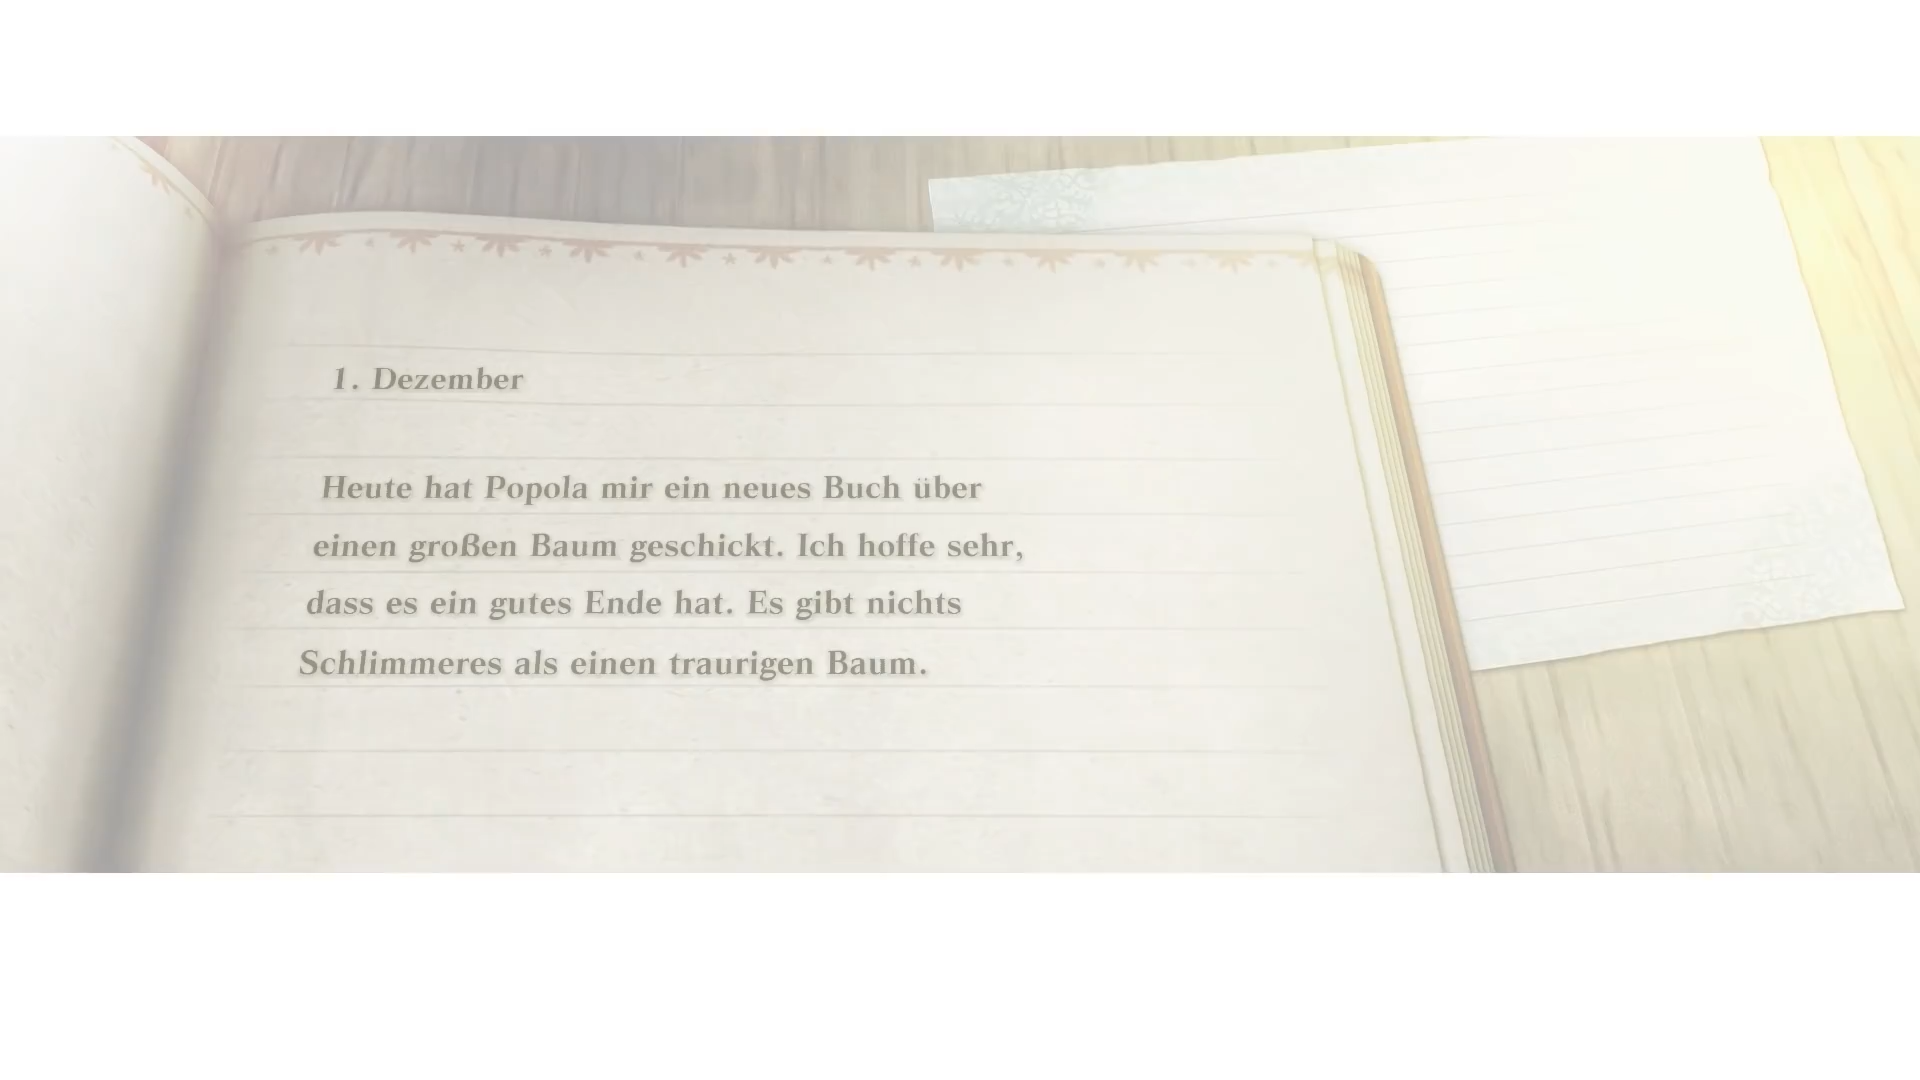 1. Dezember
Heute hat Popola mir ein neues Buch über
einen großen Baum geschickt. Ich hoffe sehr,
dass es ein gutes Ende hat. Es gibt nichts
Schlimmeres als einen traurigen Baum.